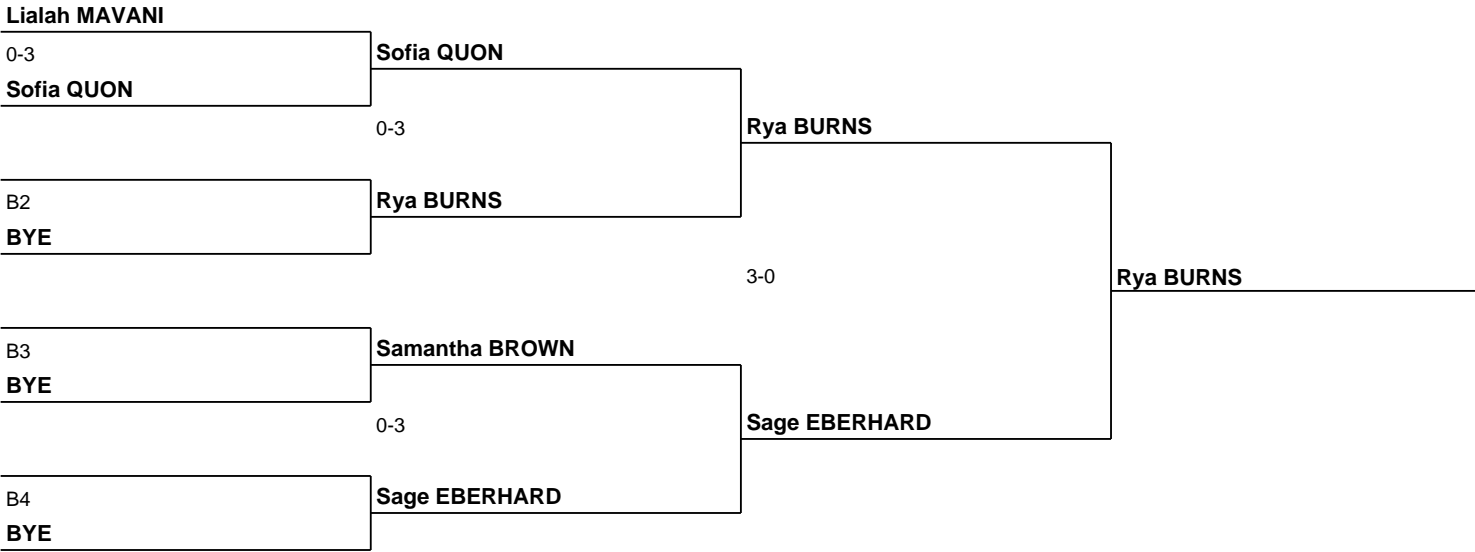 Lialah MAVANI
0-3
Sofia QUON
Sofia QUON
0-3
Rya BURNS
B2
Rya BURNS
BYE
3-0
Rya BURNS
B3
Samantha BROWN
BYE
0-3
Sage EBERHARD
B4
Sage EBERHARD
BYE